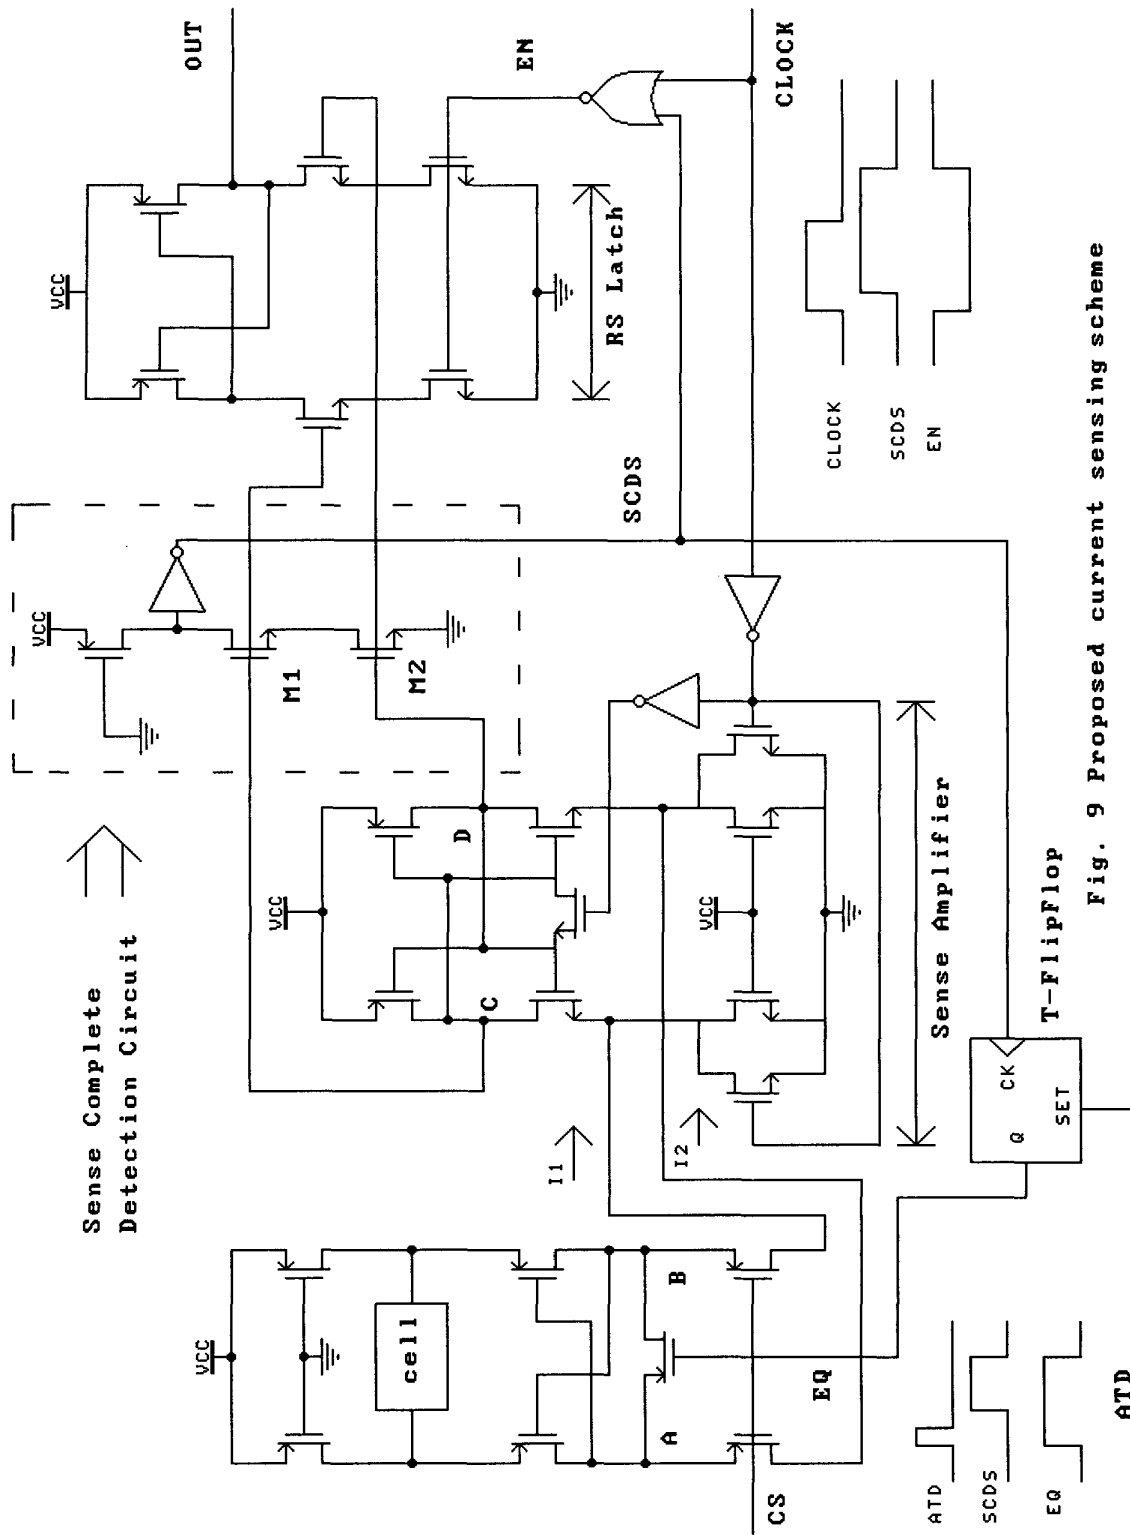 Sense Complete
Detection Circuit
VCC
M1
M2
SCDS
VCC
OUT
RS Latch
EN
CLOCK
VCC
cell
A
B
EQ
CS
I1
I2
VCC
C
D
VCC
Sense Amplifier
CK
Q
SET
T-FlipFlop
ATD
SCDS
EQ
ATD
CLOCK
SCDS
EN
Fig. 9 Proposed current sensing scheme